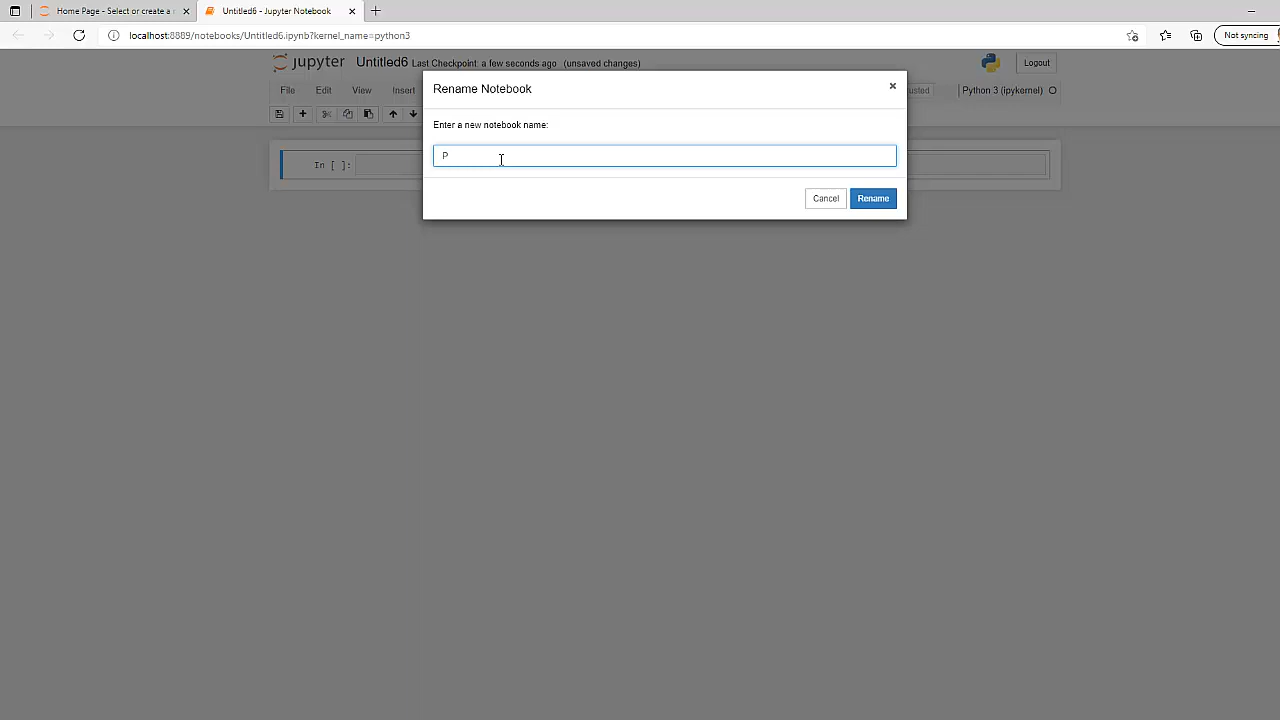 Home Page - Select or create a
Untitled6 - Jupyter Notebook
localhost:8889/notebooks/Untitled6.ipynb?kernel_name=python3
Not syncing
jupyter Untitled6 Last Checkpoint: a few seconds ago (unsaved changes)
Logout
File Edit View Insert
usted
Python 3 (ipykernel)
In [ ]:
Rename Notebook
×
Enter a new notebook name:
P
Cancel Rename